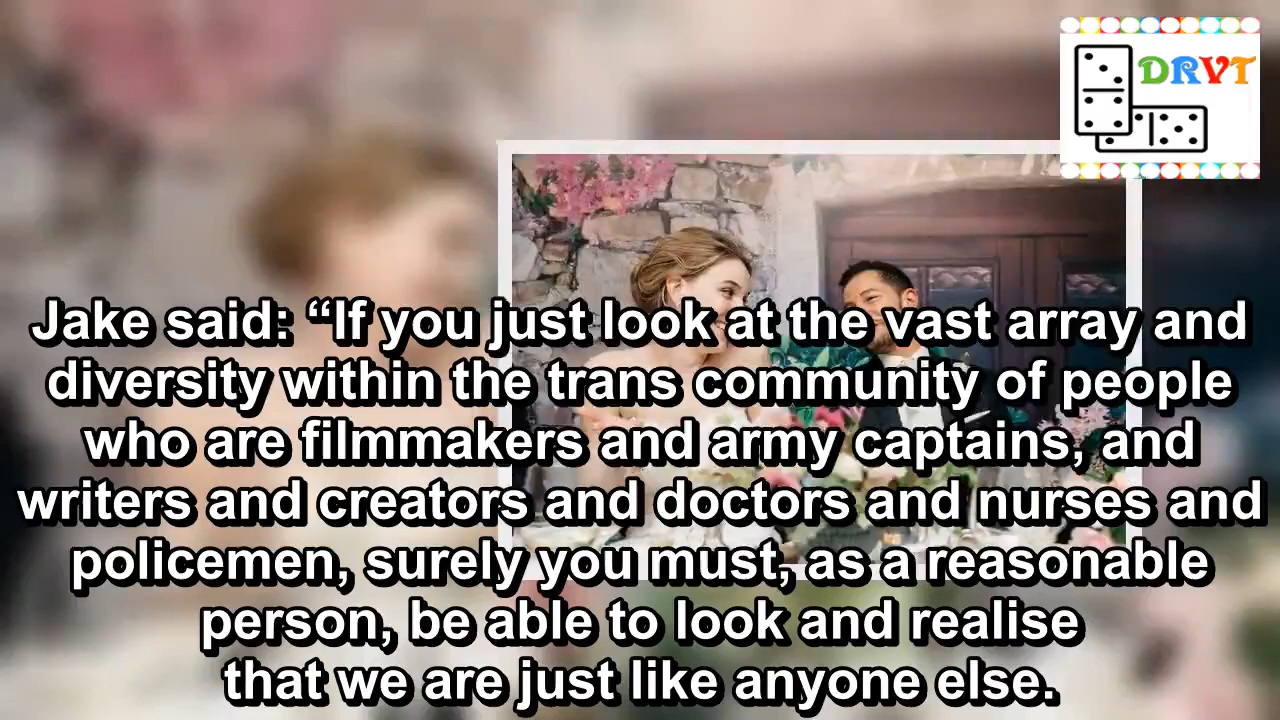 DRVT
Jake said: “If you just look at the vast array and
diversity within the trans community of people
who are filmmakers and army captains, and
writers and creators and doctors and nurses and
policemen, surely you must, as a reasonable
person, be able to look and realise
that we are just like anyone else.